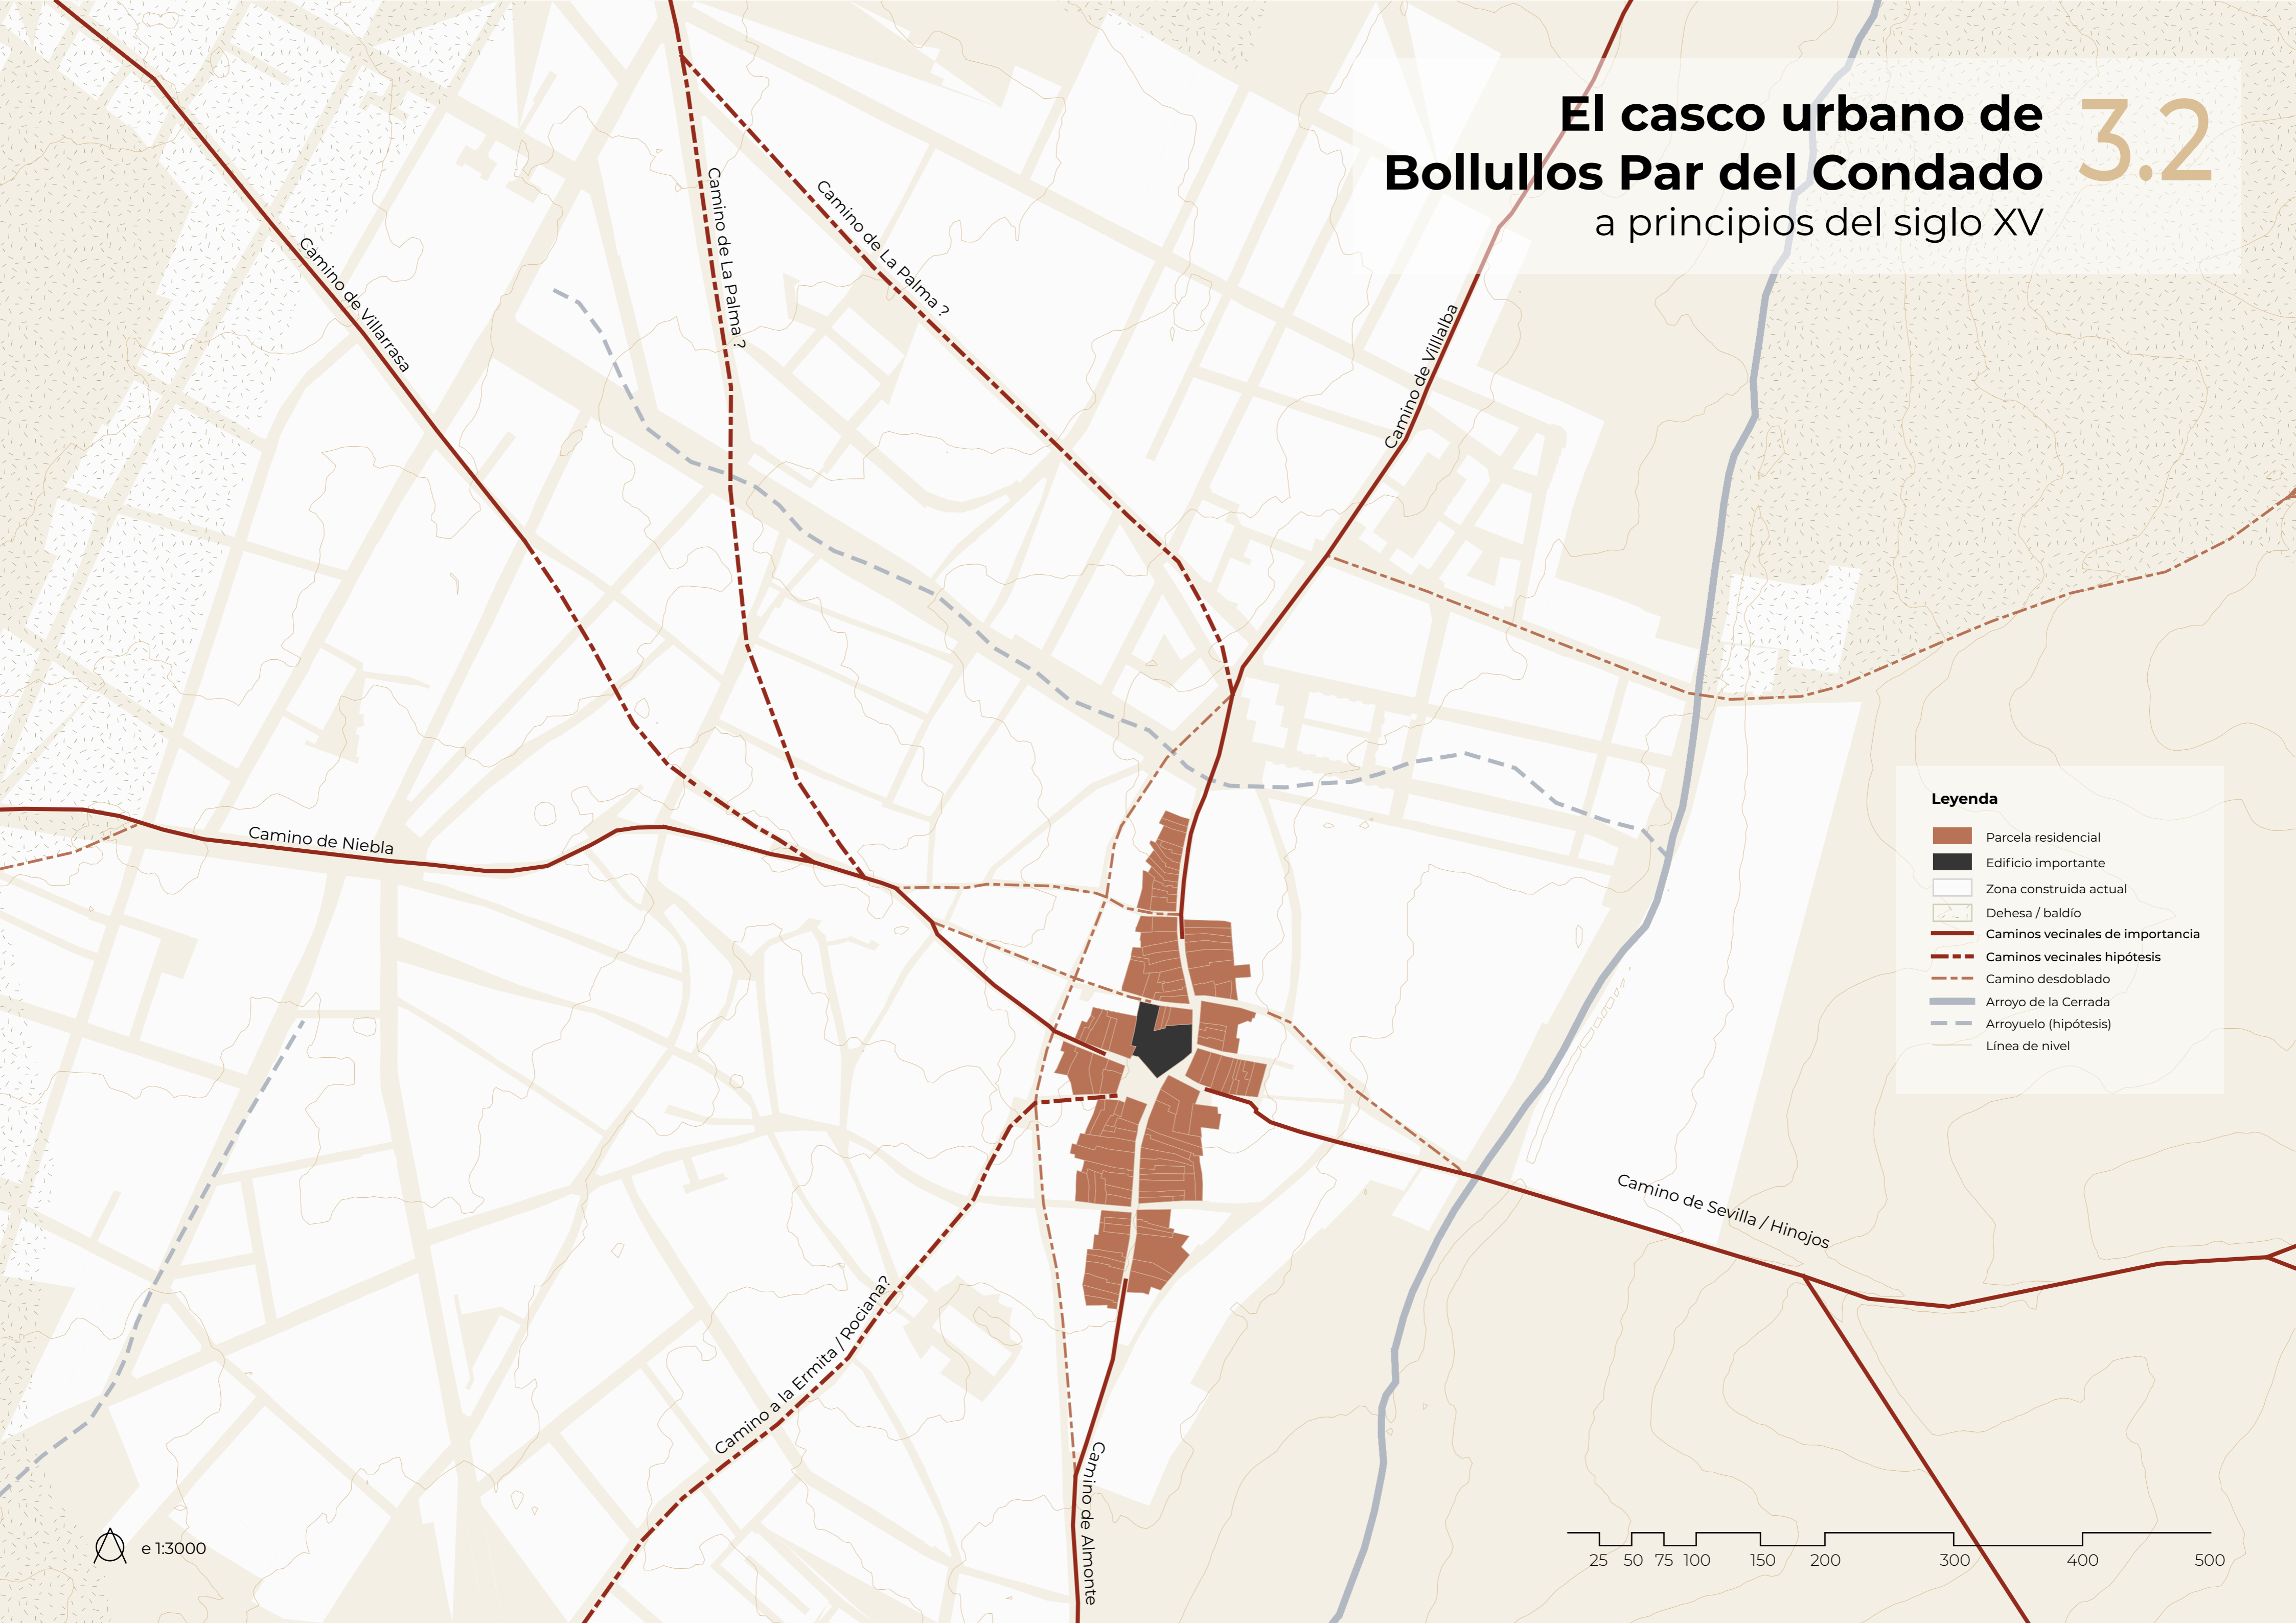 El casco urbano de
Bollullos Par del Condado
a principios del siglo XV
3.2
Camino de Villarrasa
Camino de La Palma ?
Camino de La Palma ?
Camino de Villalba
Camino de Niebla
Camino de Sevilla / Hinojos
Camino a la Ermita / Rociana?
Camino de Almonte
Leyenda
Parcela residencial
Edificio importante
Zona construida actual
Dehesa / baldío
Caminos vecinales de importancia
Caminos vecinales hipótesis
Camino desdoblado
Arroyo de la Cerrada
Arroyuelo (hipótesis)
Línea de nivel
e 1:3000
25 50 75 100 150 200 300 400 500